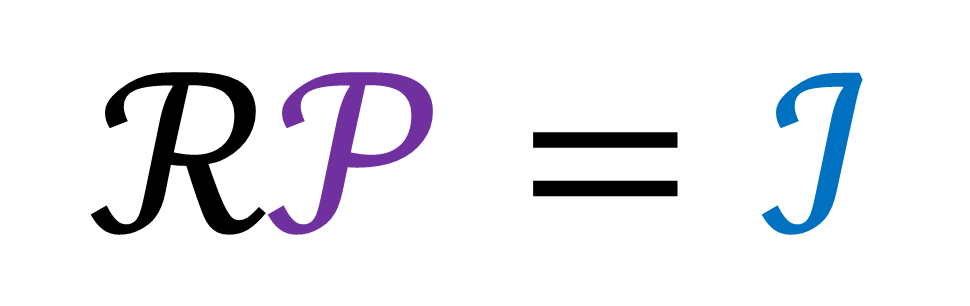 ℛ𝒫 = ℐ